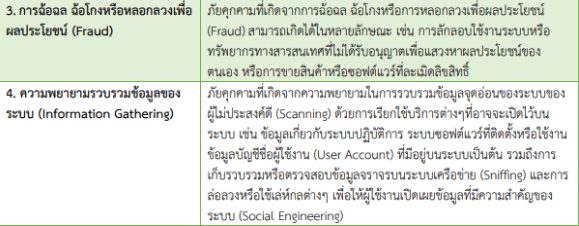 3. การฉ้อฉล ฉ้อโกงหรือหลอกลวงเพื่อ
ผลประโยชน์ (Fraud)
ภัยคุกคามที่เกิดจากการฉ้อฉล ฉ้อโกงหรือการหลอกลวงเพื่อผลประโยชน์
(Fraud) สามารถเกิดได้ในหลายลักษณะ เช่น การลักลอบใช้งานระบบหรือ
ทรัพยากรทางสารสนเทศที่ไม่ได้รับอนุญาตเพื่อแสวงหาผลประโยชน์ของ
ตนเอง หรือการขายสินค้าหรือซอฟต์แวร์ที่ละเมิดลิขสิทธิ์
4. ความพยายามรวบรวมข้อมูลของ
ระบบ (Information Gathering)
ภัยคุกคามที่เกิดจากความพยายามในการรวบรวมข้อมูลจุดอ่อนของระบบของ
ผู้ไม่ประสงค์ดี (Scanning) ด้วยการเรียกใช้บริการต่างๆที่อาจจะเปิดไว้บน
ระบบ เช่น ข้อมูลเกี่ยวกับระบบปฏิบัติการ ระบบซอฟต์แวร์ที่ติดตั้งหรือใช้งาน
ข้อมูลบัญชีชื่อผู้ใช้งาน (User Account) ที่มีอยู่บนระบบเป็นต้น รวมถึงการ
เก็บรวบรวมหรือตรวจสอบข้อมูลจราจรบนระบบเครือข่าย (Sniffing) และการ
ล่อลวงหรือใช้เล่ห์กลต่างๆ เพื่อให้ผู้ใช้งานเปิดเผยข้อมูลที่มีความสำคัญของ
ระบบ (Social Engineering)